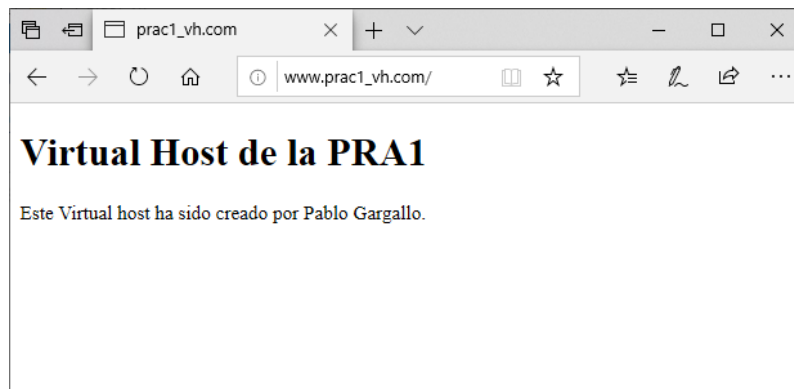 prac1_vh.com
www.prac1_vh.com/
Virtual Host de la PRA1
Este Virtual host ha sido creado por Pablo Gargallo.